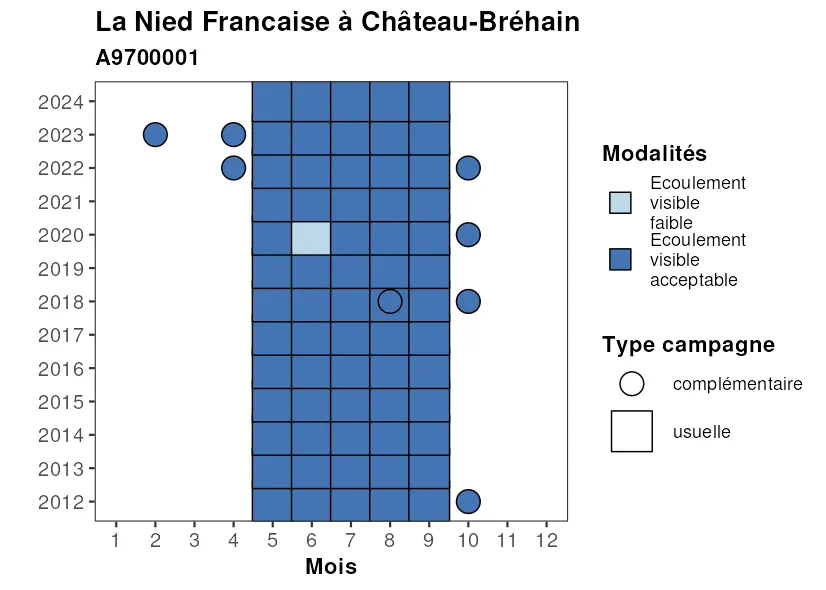 La Nied Francaise à Château-Bréhain
A9700001
2024
2023
2022
2021
2020
2019
2018
2017
2016
2015
2014
2013
2012
1 2 3 4 5 6 7 8 9 10 11 12
Mois
Modalités
Ecoulement
visible
faible
Ecoulement
visible
acceptable
Type campagne
complémentaire
usuelle